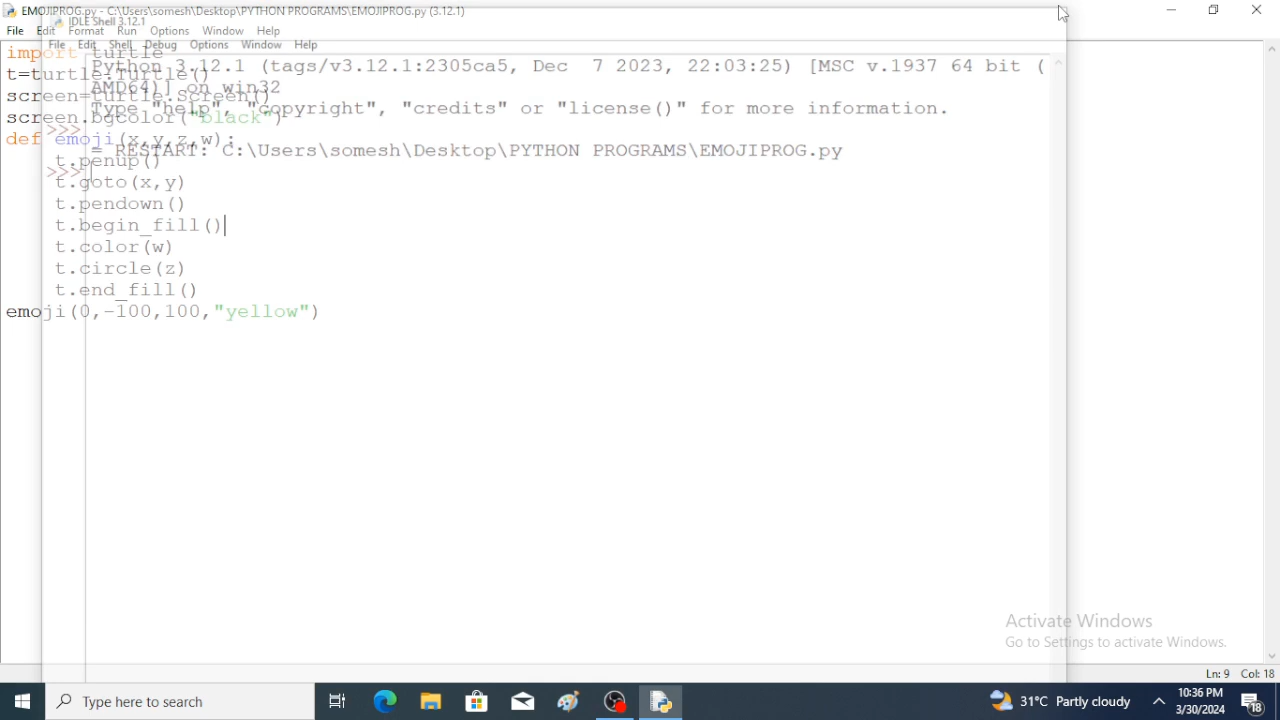 EMOJIPROG.py - C:\Users\somesh\Desktop\PYTHON PROGRAMS\EMOJIPROG.py (3.12.1)
File Edit Format Run Options Window Help
IDLE Shell 3.12.1
File Edit Shell Debug Options Window Help
import turtle
t=turtle.Turtle()
screen=turtle.Screen()
screen.bgcolor("black")
def emoji(x,y,z,w):
t.penup()
t.goto(x,y)
t.pendown()
t.begin_fill()
t.color(w)
t.circle(z)
t.end_fill()
emoji(0,-100,100,"yellow")
Python 3.12.1 (tags/v3.12.1:2305ca5, Dec 7 2023, 22:03:25) [MSC v.1937 64 bit (
AMD64)] on win32
Type "help", "copyright", "credits" or "license()" for more information.
>>>
= RESTART: C:\Users\somesh\Desktop\PYTHON PROGRAMS\EMOJIPROG.py
>>>
Activate Windows
Go to Settings to activate Windows.
Ln: 9 Col: 18
Type here to search
31°C Partly cloudy
10:36 PM
3/30/2024
18